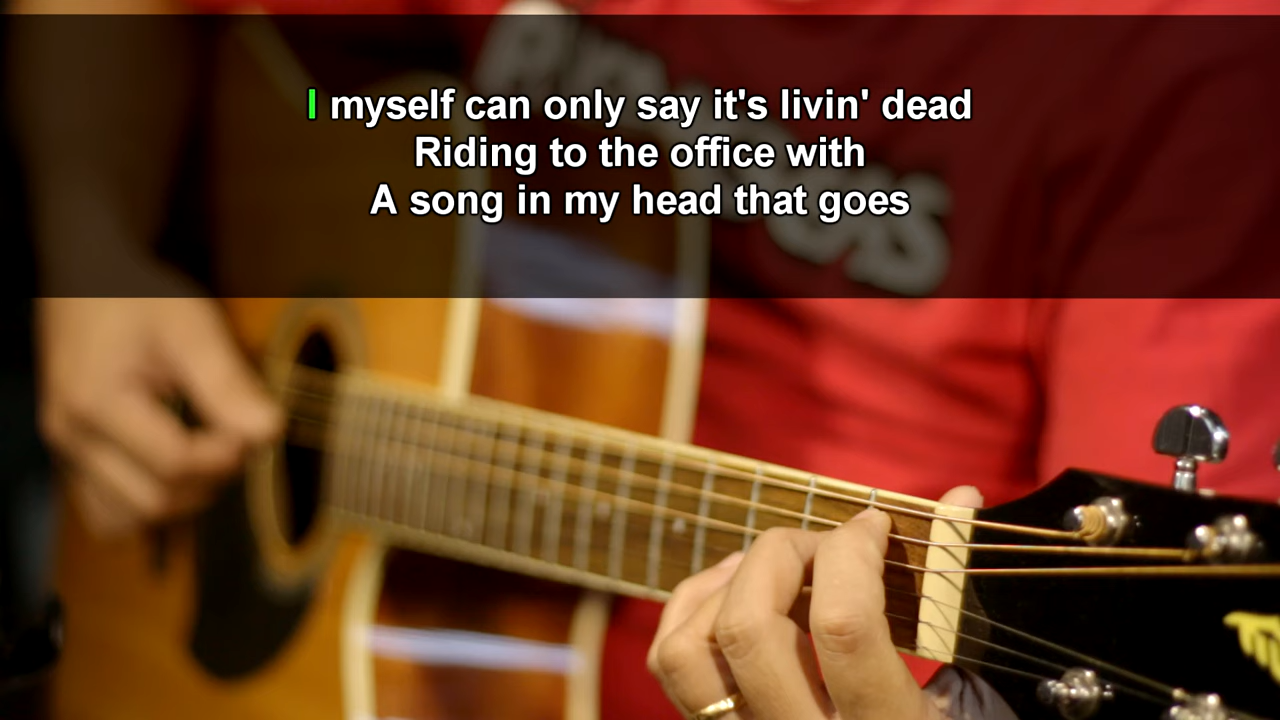 I myself can only say it's livin' dead
Riding to the office with
A song in my head that goes